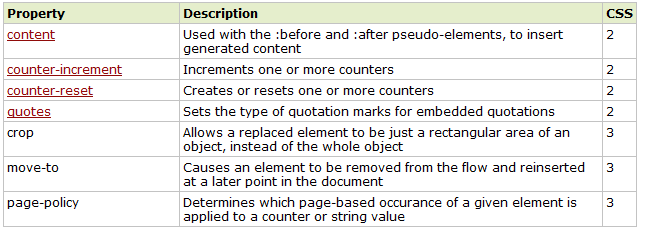 Property Description CSS
content Used with the :before and :after pseudo-elements, to insert 2
generated content
counter-increment Increments one or more counters 2
counter-reset Creates or resets one or more counters 2
quotes Sets the type of quotation marks for embedded quotations 2
crop Allows a replaced element to be just a rectangular area of an 3
object, instead of the whole object
move-to Causes an element to be removed from the flow and reinserted 3
at a later point in the document
page-policy Determines which page-based occurance of a given element is 3
applied to a counter or string value